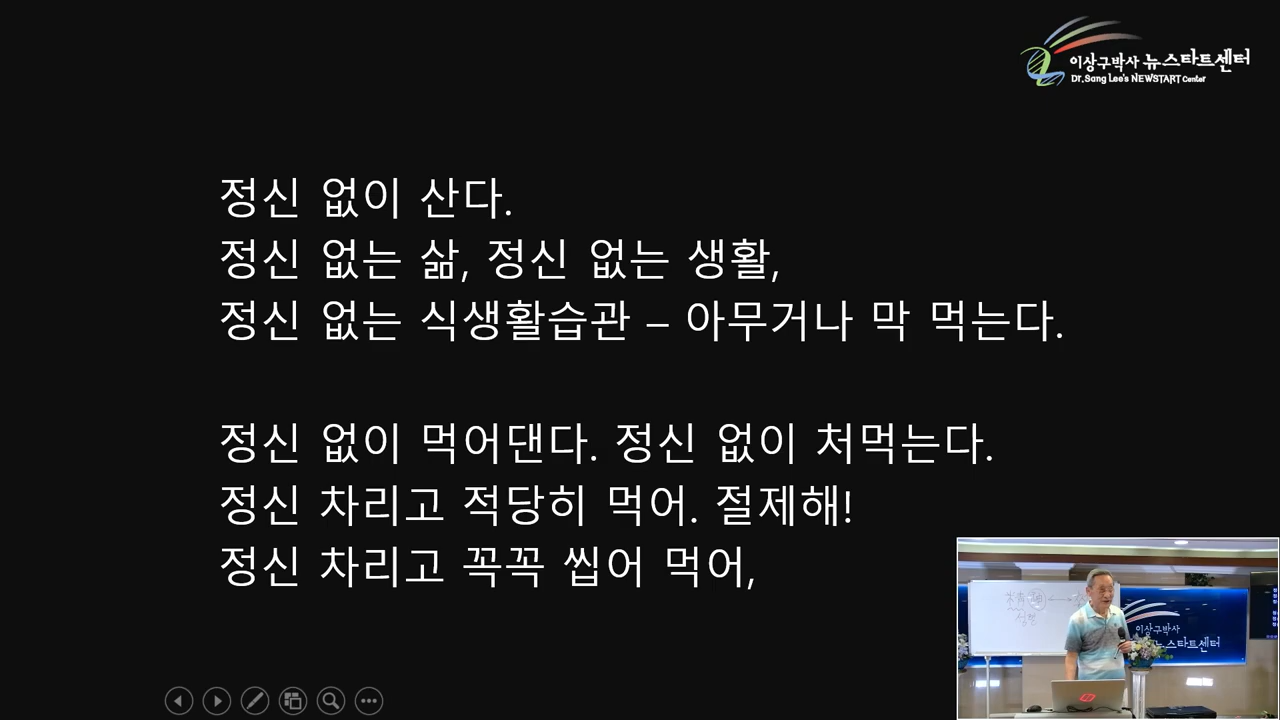 이상구박사 뉴스타트센터
Dr.Sang Lee's NEWSTART Center
정신 없이 산다.
정신 없는 삶, 정신 없는 생활,
정신 없는 식생활습관 – 아무거나 막 먹는다.
정신 없이 먹어댄다. 정신 없이 처먹는다.
정신 차리고 적당히 먹어. 절제해!
정신 차리고 꼭꼭 씹어 먹어,
이상구박사
뉴스타트센터